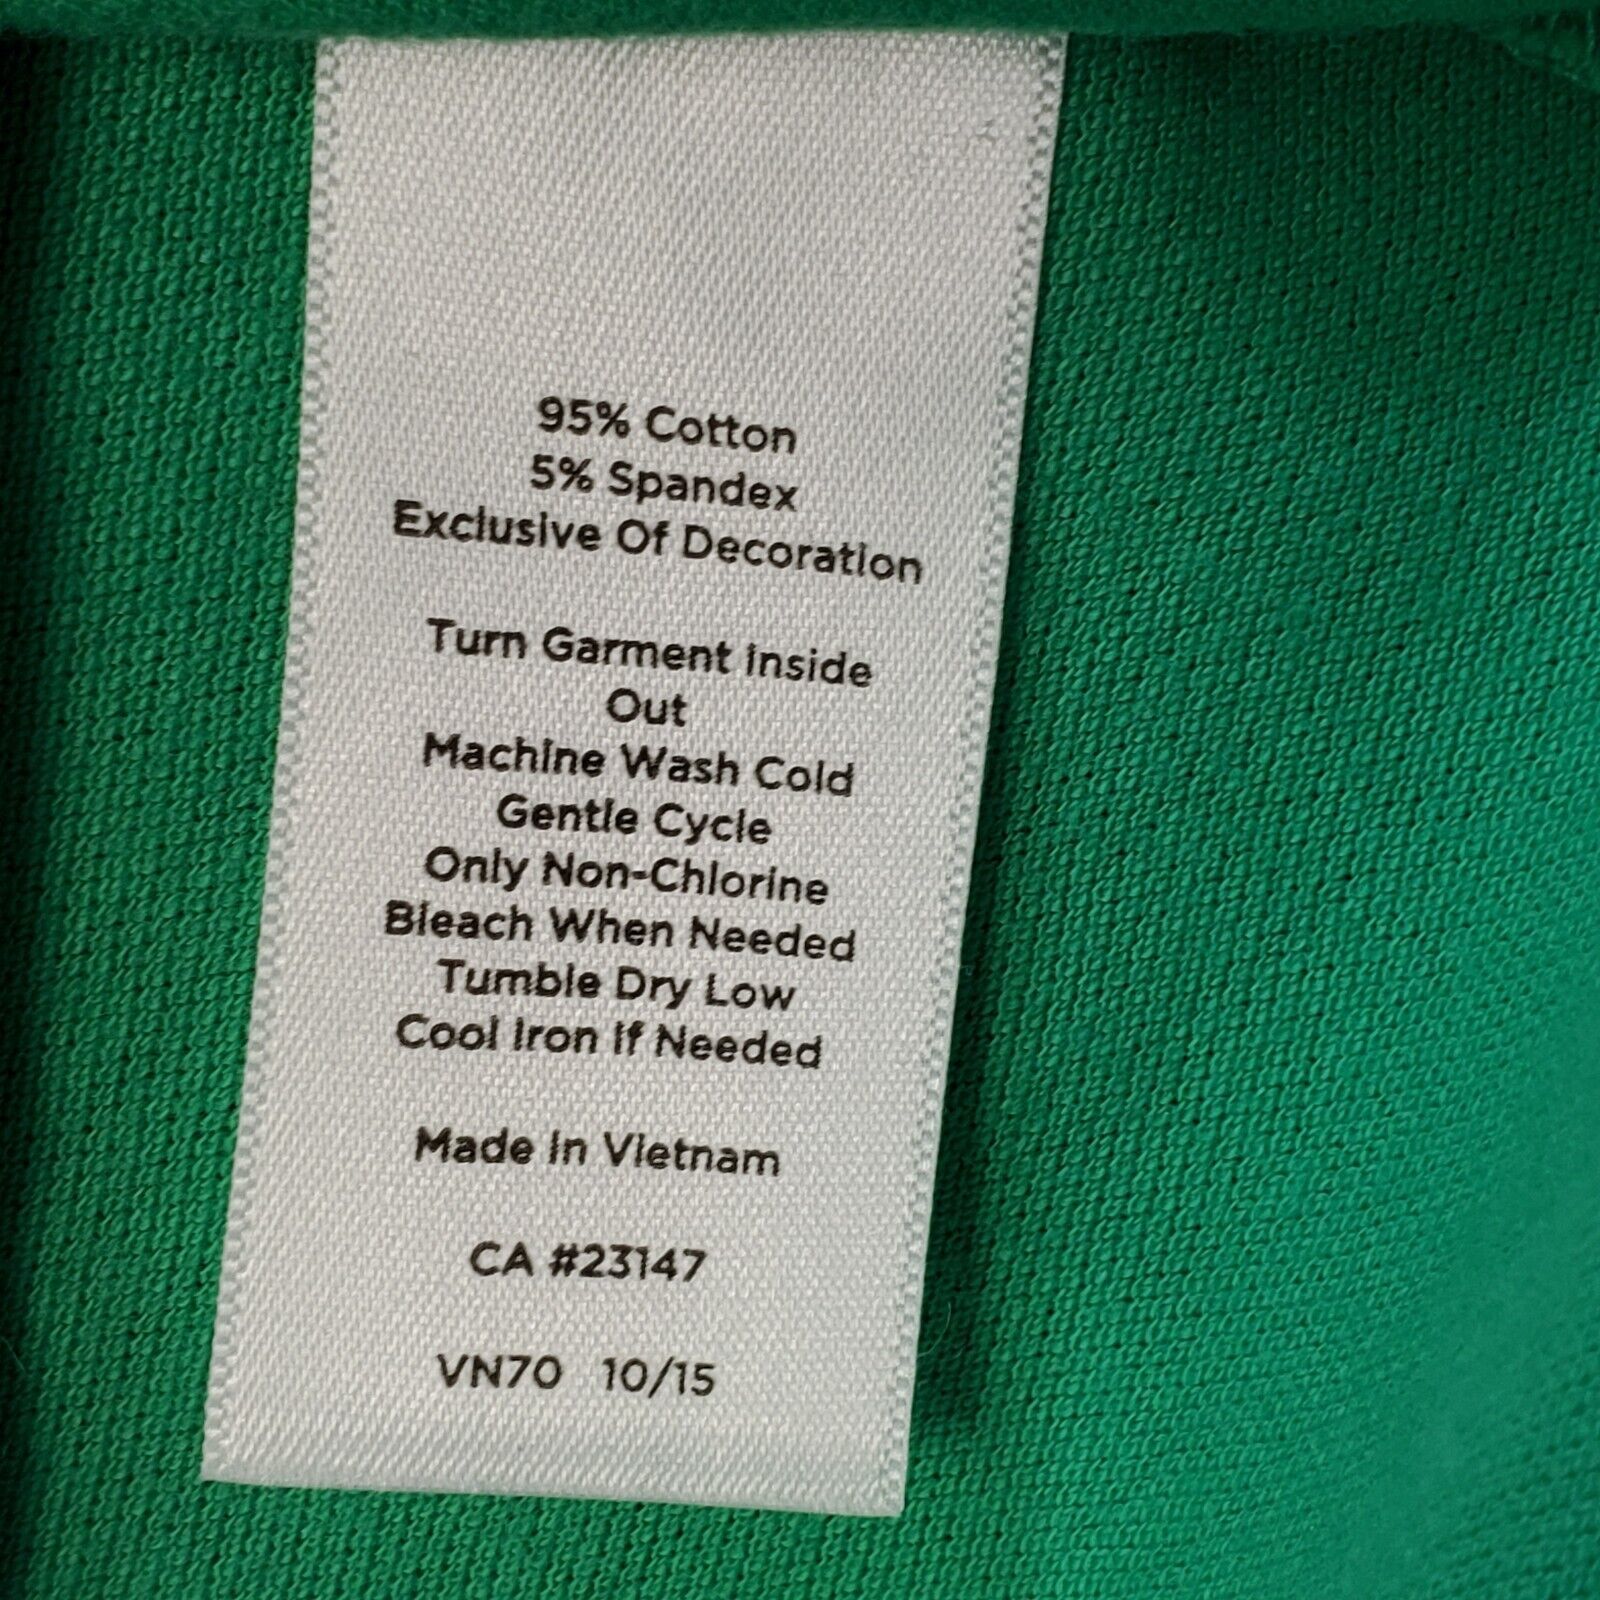 95% Cotton
5% Spandex
Exclusive Of Decoration
Turn Garment Inside
Out
Machine Wash Cold
Gentle Cycle
Only Non-Chlorine
Bleach When Needed
Tumble Dry Low
Cool Iron If Needed
Made In Vietnam
CA #23147
VN70 10/15